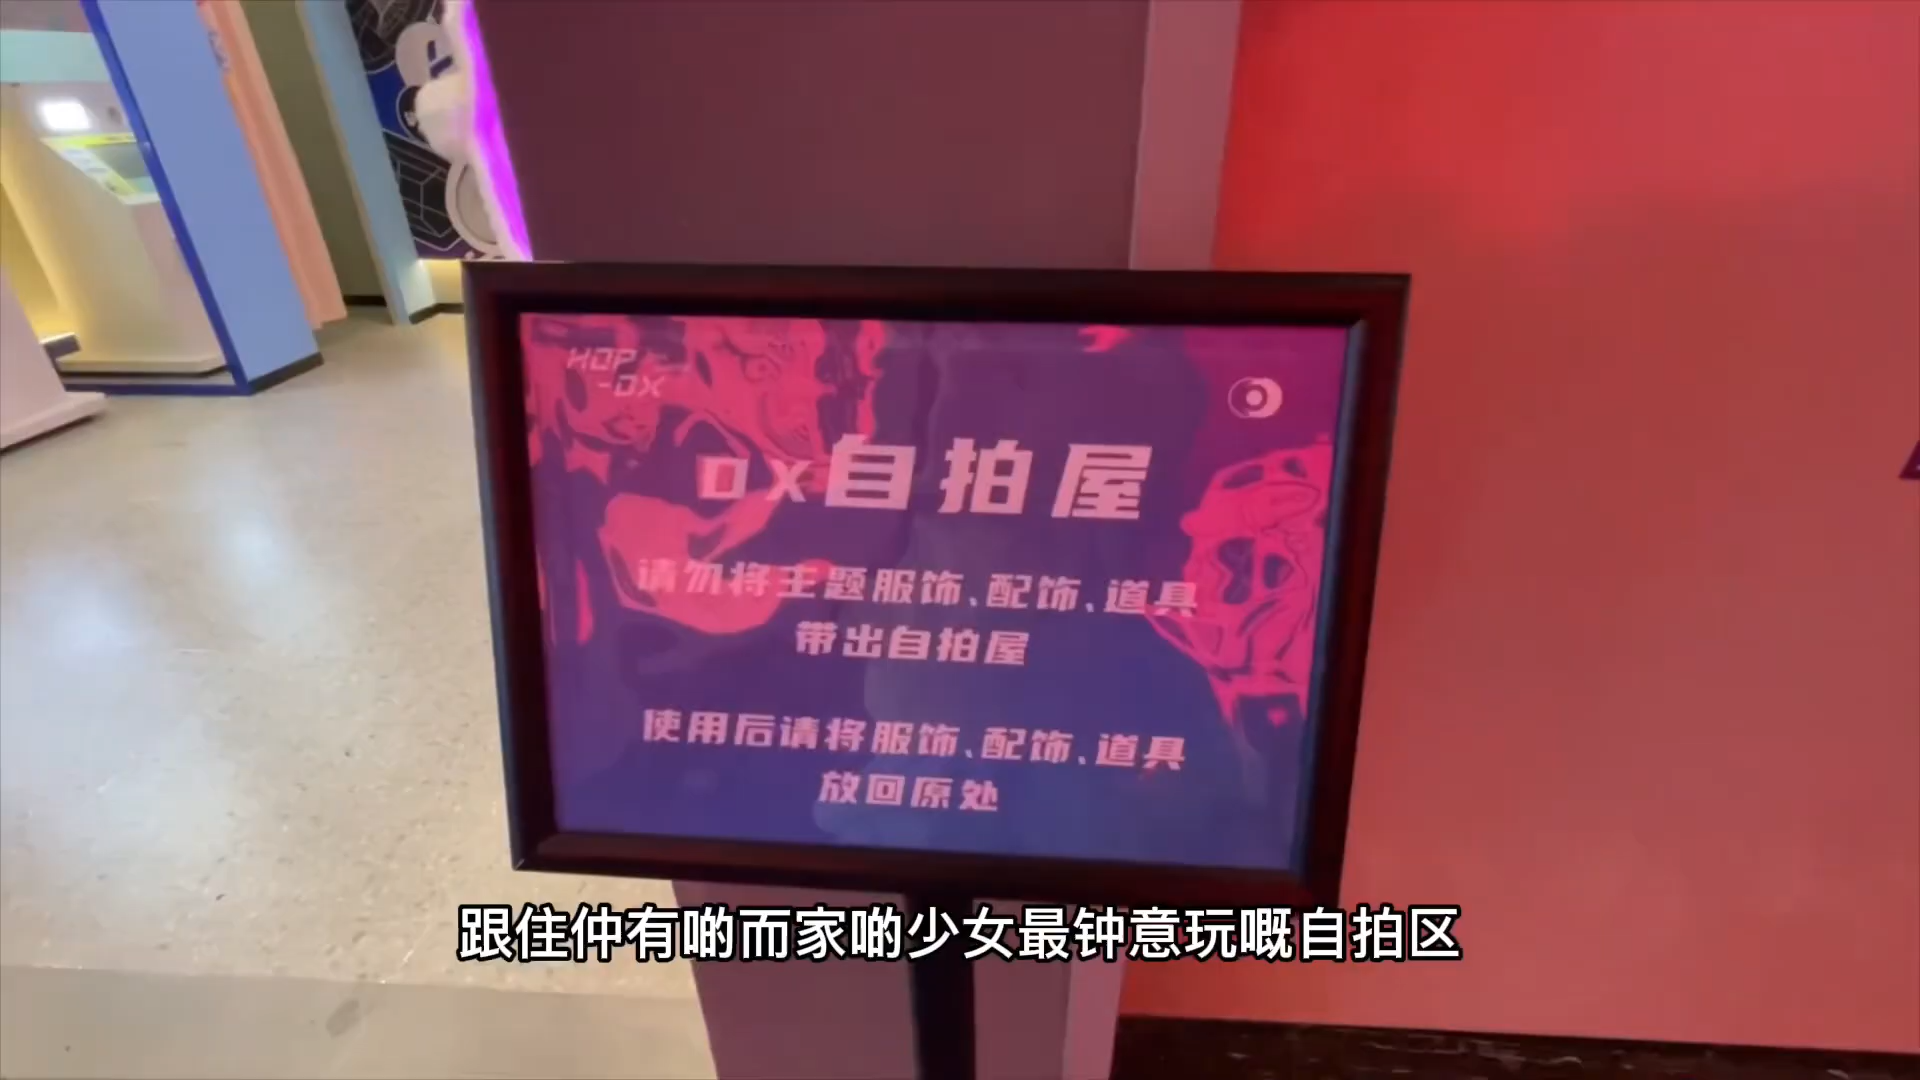 HOP
-DX
DX自拍屋
请勿将主题服饰、配饰、道具
带出自拍屋
使用后请将服饰、配饰、道具
放回原处
跟住仲有啲而家啲少女最钟意玩嘅自拍区